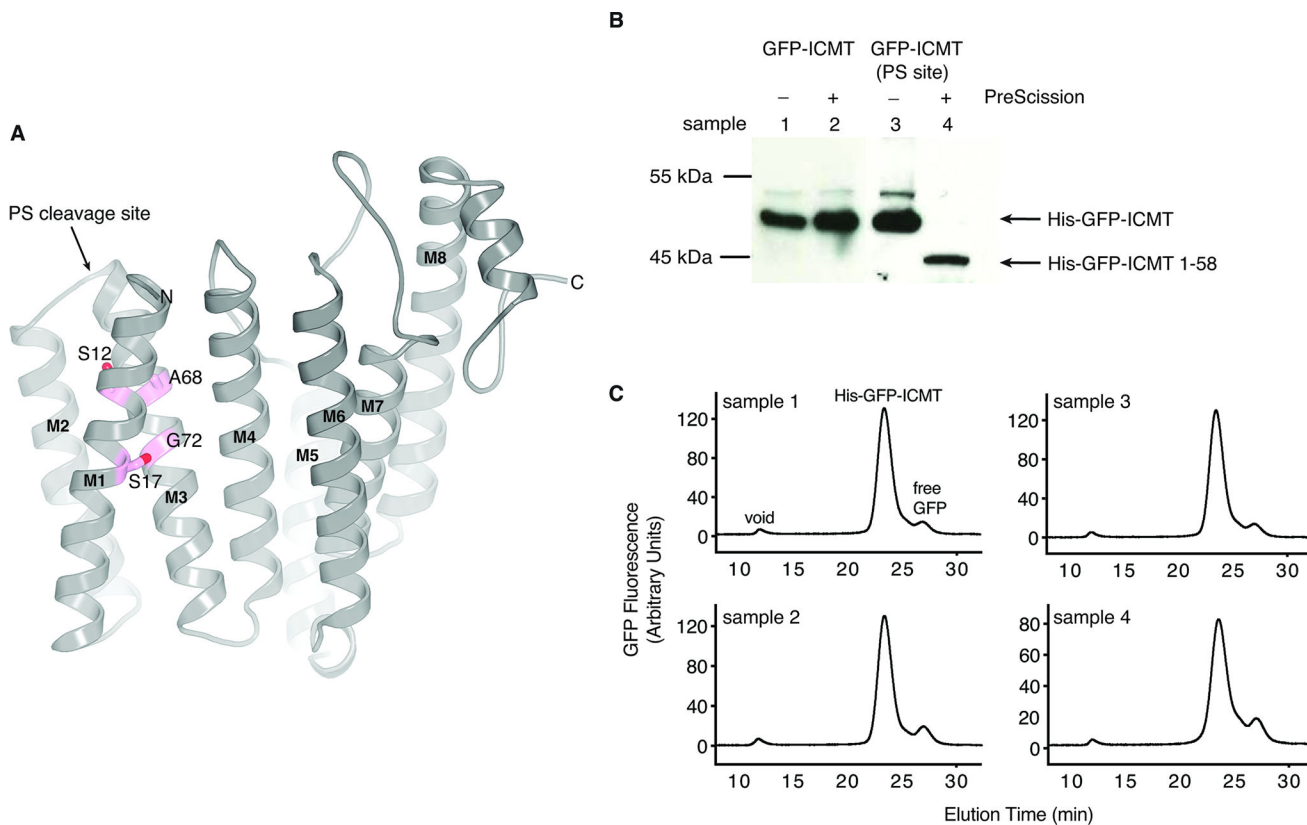 A
PS cleavage site
N
S12
A68
M2
G72
M1
S17
M3
M4
M5
M6
M7
M8
C
B
GFP-ICMT GFP-ICMT
(PS site)
– + – + PreScission
sample 1 2 3 4
55 kDa
His-GFP-ICMT
45 kDa
His-GFP-ICMT 1-58
C
GFP Fluorescence
(Arbitrary Units)
sample 1
His-GFP-ICMT
free
GFP
void
120
80
40
0
10 15 20 25 30
sample 3
120
80
40
0
10 15 20 25 30
sample 2
120
80
40
0
10 15 20 25 30
sample 4
80
60
40
20
0
10 15 20 25 30
Elution Time (min)